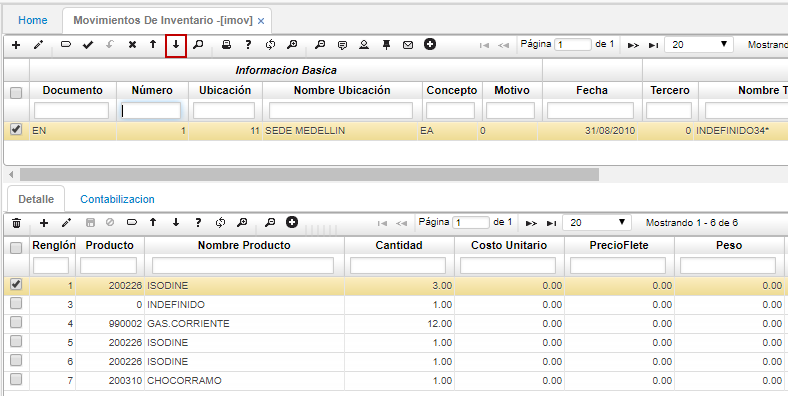 Home Movimientos De Inventario -[imov] ×
Página 1 de 1 20 Mostrando
Informacion Basica
Documento Número Ubicación Nombre Ubicación Concepto Motivo Fecha Tercero Nombre T
EN 1 11 SEDE MEDELLIN EA 0 31/08/2010 0 INDEFINIDO34*
Detalle Contabilizacion
Página 1 de 1 20 Mostrando 1 - 6 de 6
Renglón Producto Nombre Producto Cantidad Costo Unitario PrecioFlete Peso
1 200226 ISODINE 3.00 0.00 0.00 0.00
3 0 INDEFINIDO 1.00 0.00 0.00 0.00
4 990002 GAS.CORRIENTE 12.00 0.00 0.00 0.00
5 200226 ISODINE 1.00 0.00 0.00 0.00
6 200226 ISODINE 1.00 0.00 0.00 0.00
7 200310 CHOCORRAMO 1.00 0.00 0.00 0.00